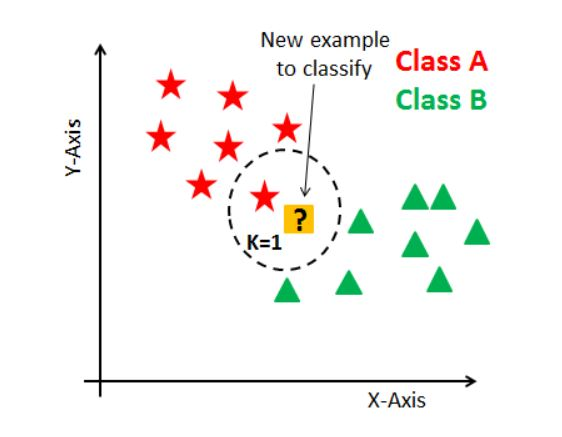 New example
to classify
Class A
Class B
Y-Axis
?
K=1
X-Axis